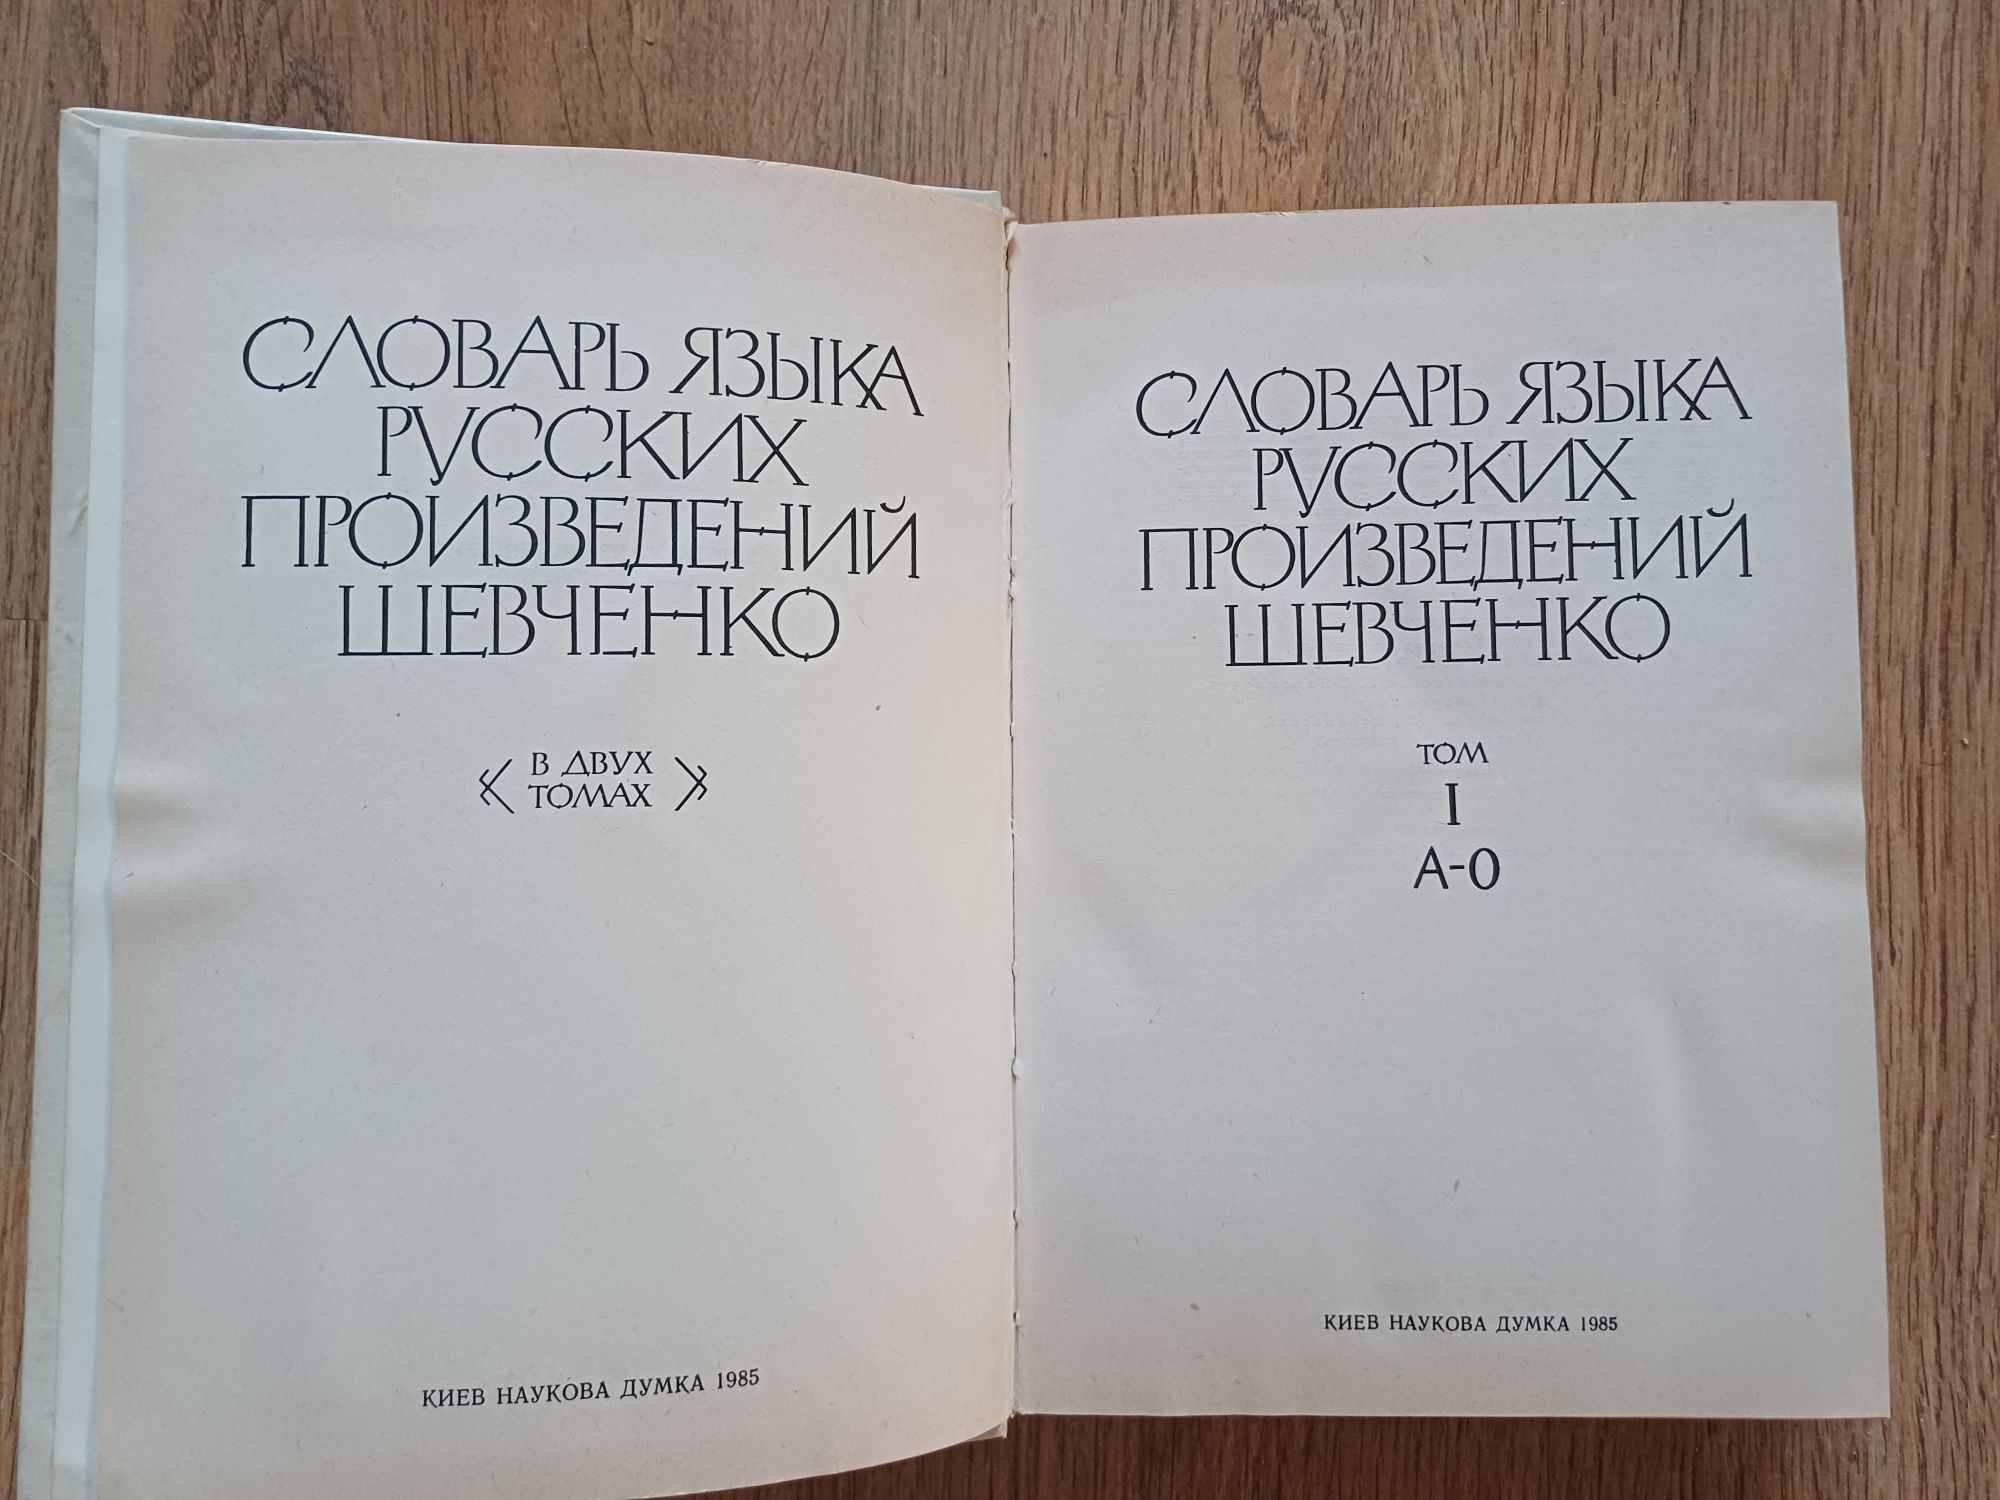 СЛОВАРЬ ЯЗЫКА
РУССКИХ
ПРОИЗВЕДЕНИЙ
ШЕВЧЕНКО
В ДВУХ
ТОМАХ
КИЕВ НАУКОВА ДУМКА 1985
СЛОВАРЬ ЯЗЫКА
РУССКИХ
ПРОИЗВЕДЕНИЙ
ШЕВЧЕНКО
ТОМ
I
А-О
КИЕВ НАУКОВА ДУМКА 1985